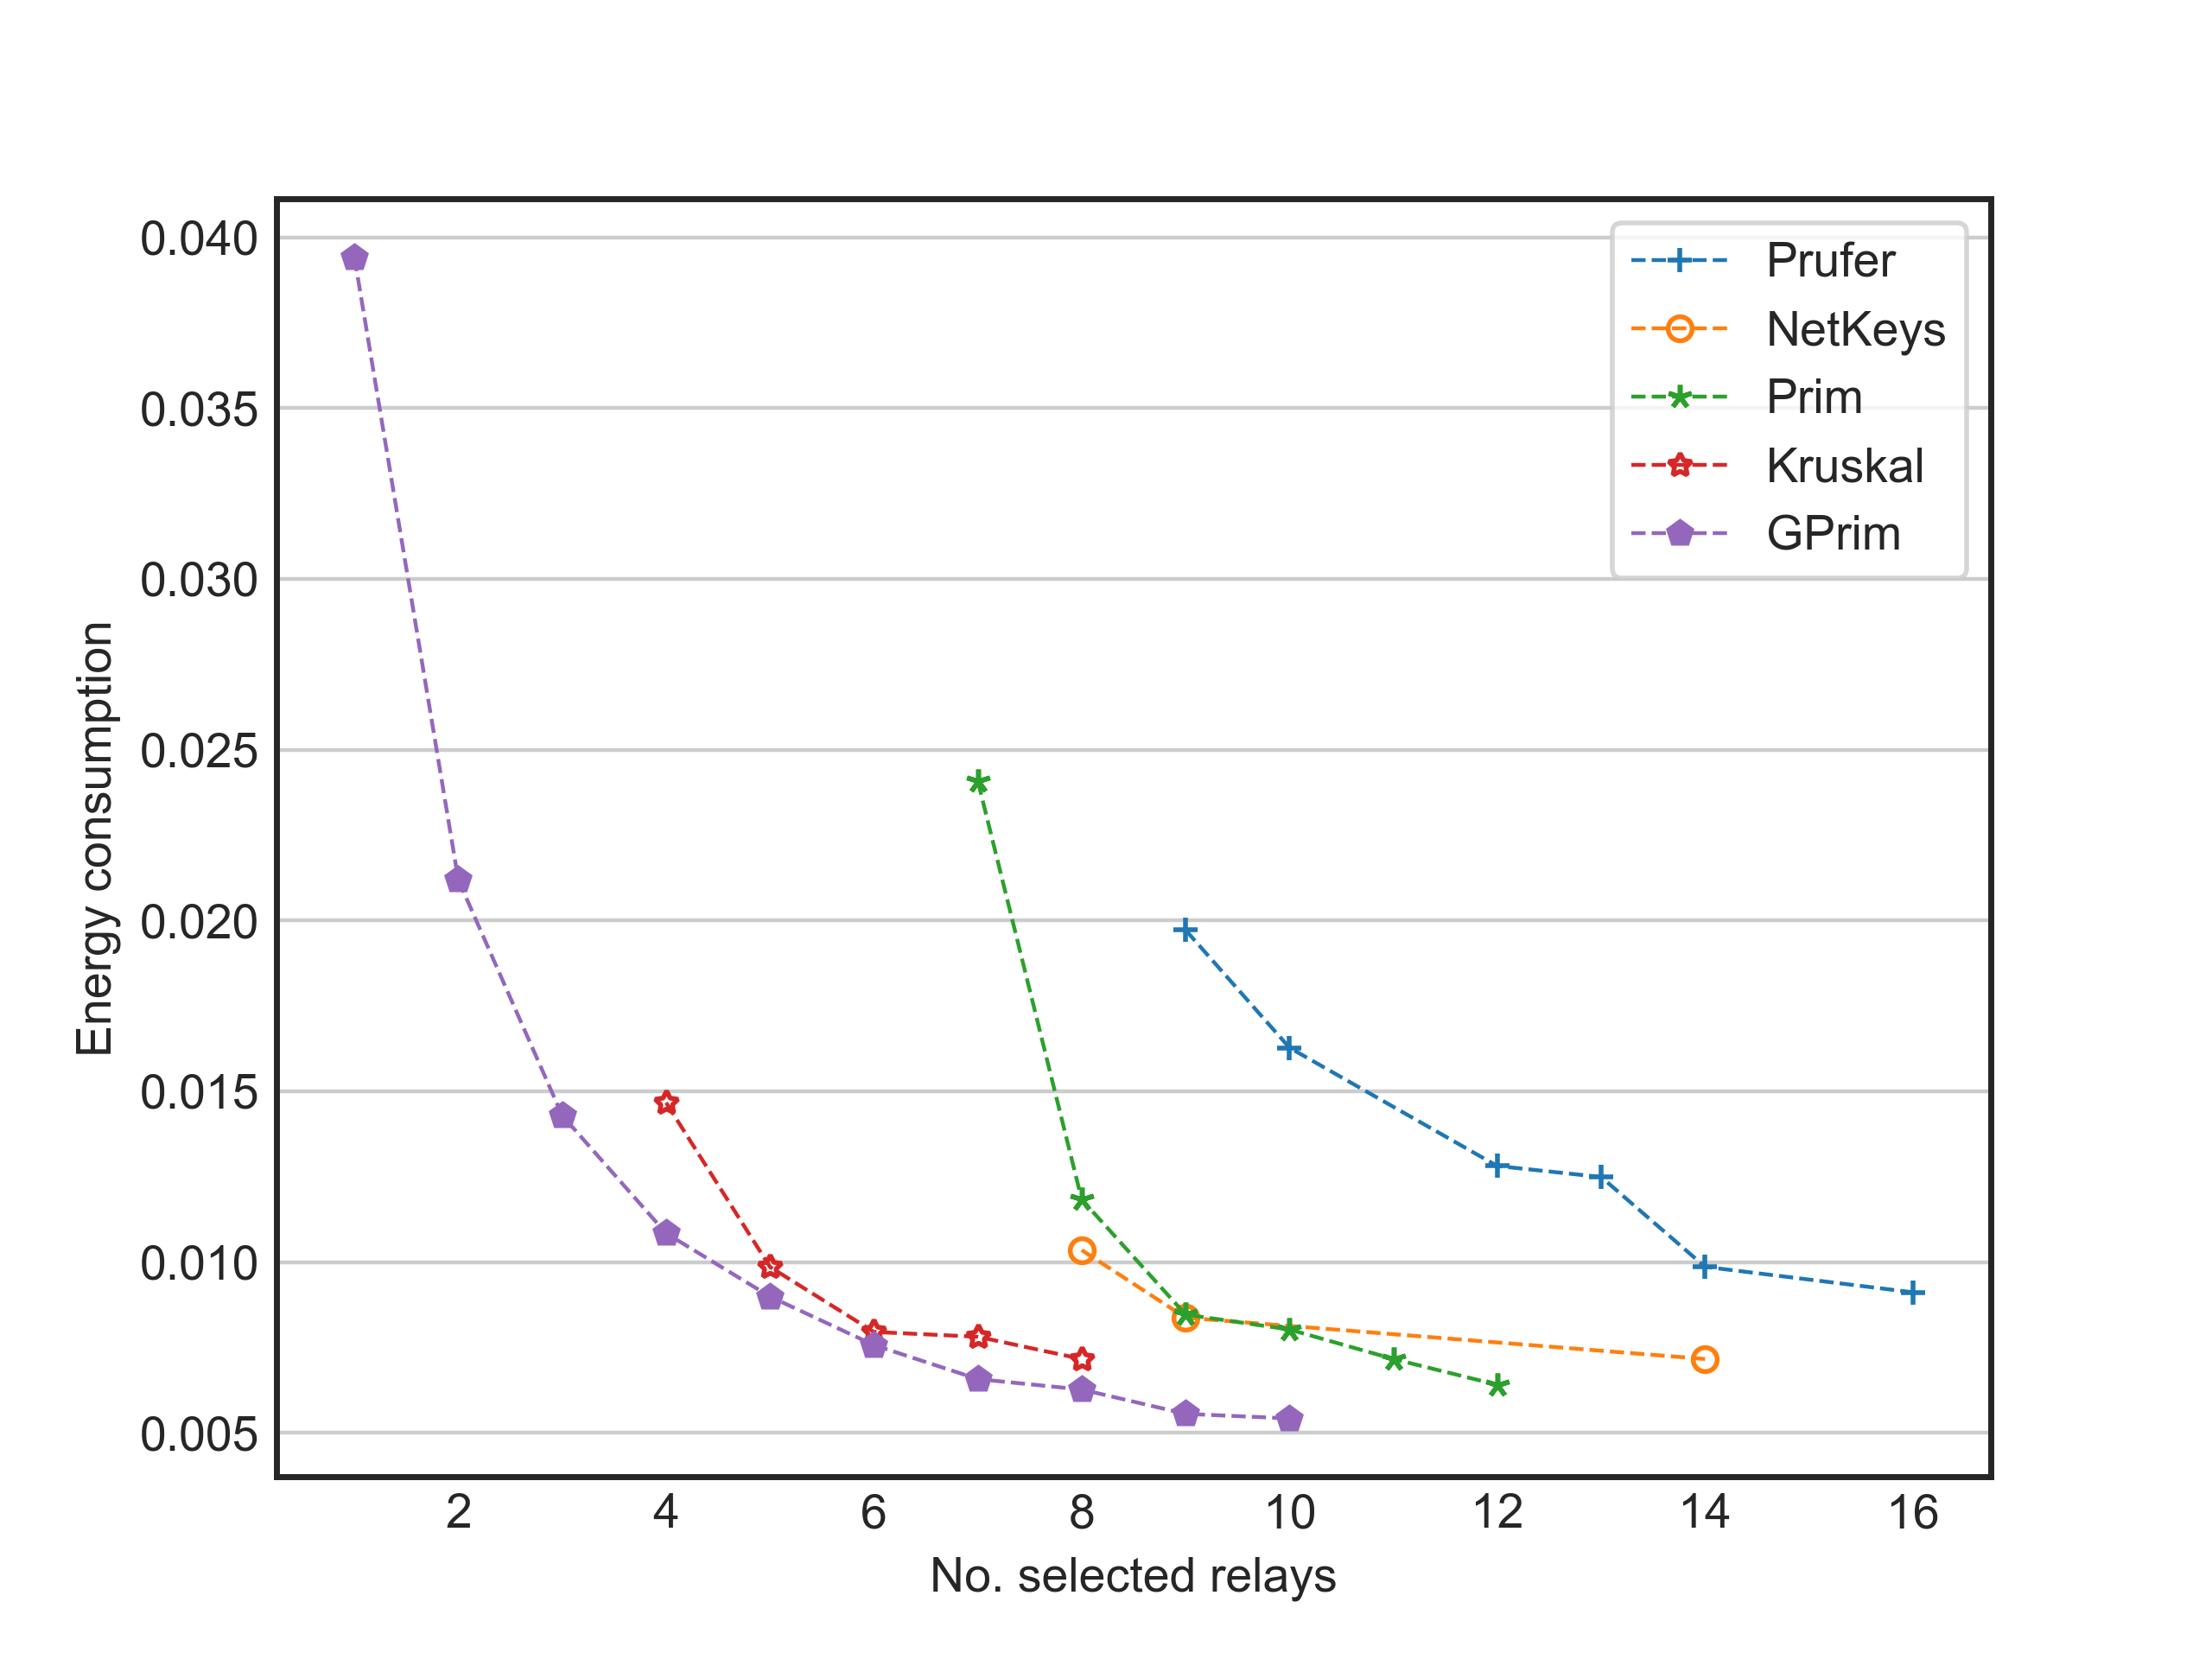 0.040
0.035
0.030
0.025
0.020
0.015
0.010
0.005
Energy consumption
2 4 6 8 10 12 14 16
No. selected relays
Prufer
NetKeys
Prim
Kruskal
GPrim